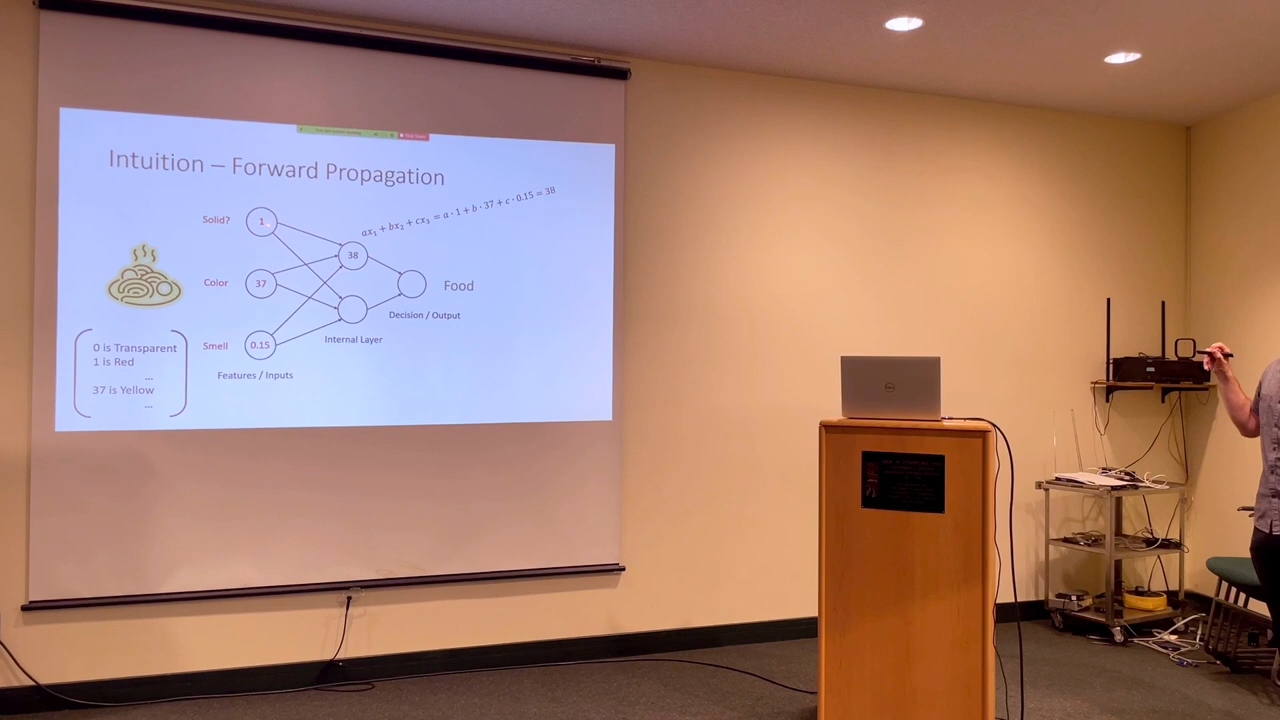 Intuition – Forward Propagation
ax₁ + bx₂ + cx₃ = a · 1 + b · 37 + c · 0.15 = 38
Solid?
1
38
Color
37
Food
Decision / Output
Internal Layer
Smell
0.15
Features / Inputs
0 is Transparent
1 is Red
...
37 is Yellow
...
DELL